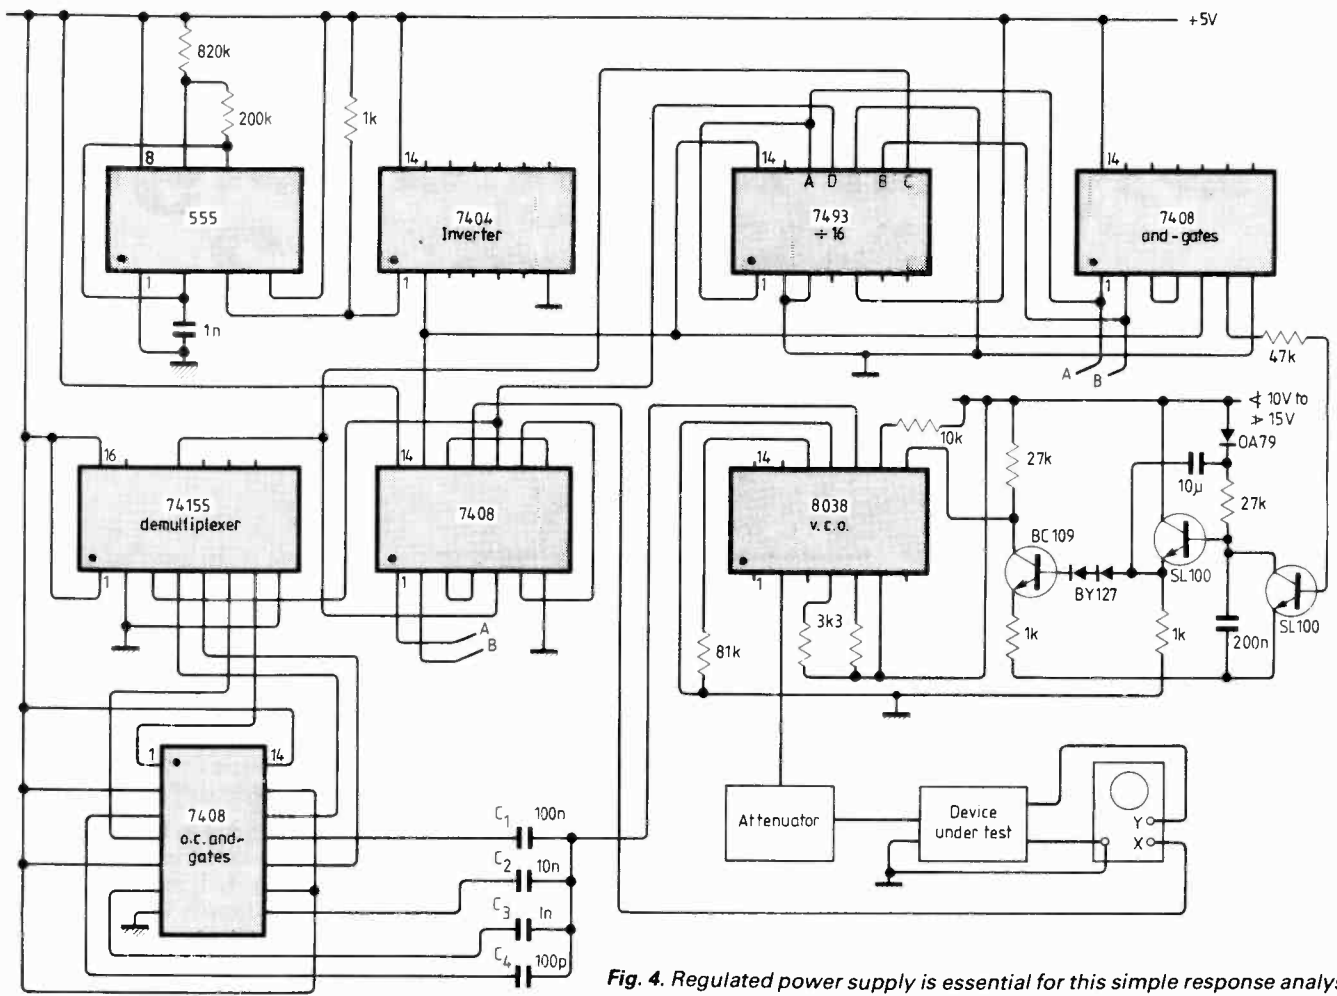 +5V
820k
200k
1k
8
555
1
1n
14
7404
Inverter
1
14
A D B C
7493
÷16
1
14
7408
and-gates
1
47k
A
B
10V to
15V
OA79
10k
27k
10µ
27k
16
74155
demultiplexer
1
14
7408
1
A
B
14
8038
v.c.o.
1
BC109
BY127
SL100
SL100
3k3
81k
1k
1k
200n
1
14
7408
o.c. and-
gates
C1 100n
C2 10n
C3 1n
C4 100p
Attenuator
Device
under test
Y
X
Fig. 4. Regulated power supply is essential for this simple response analys